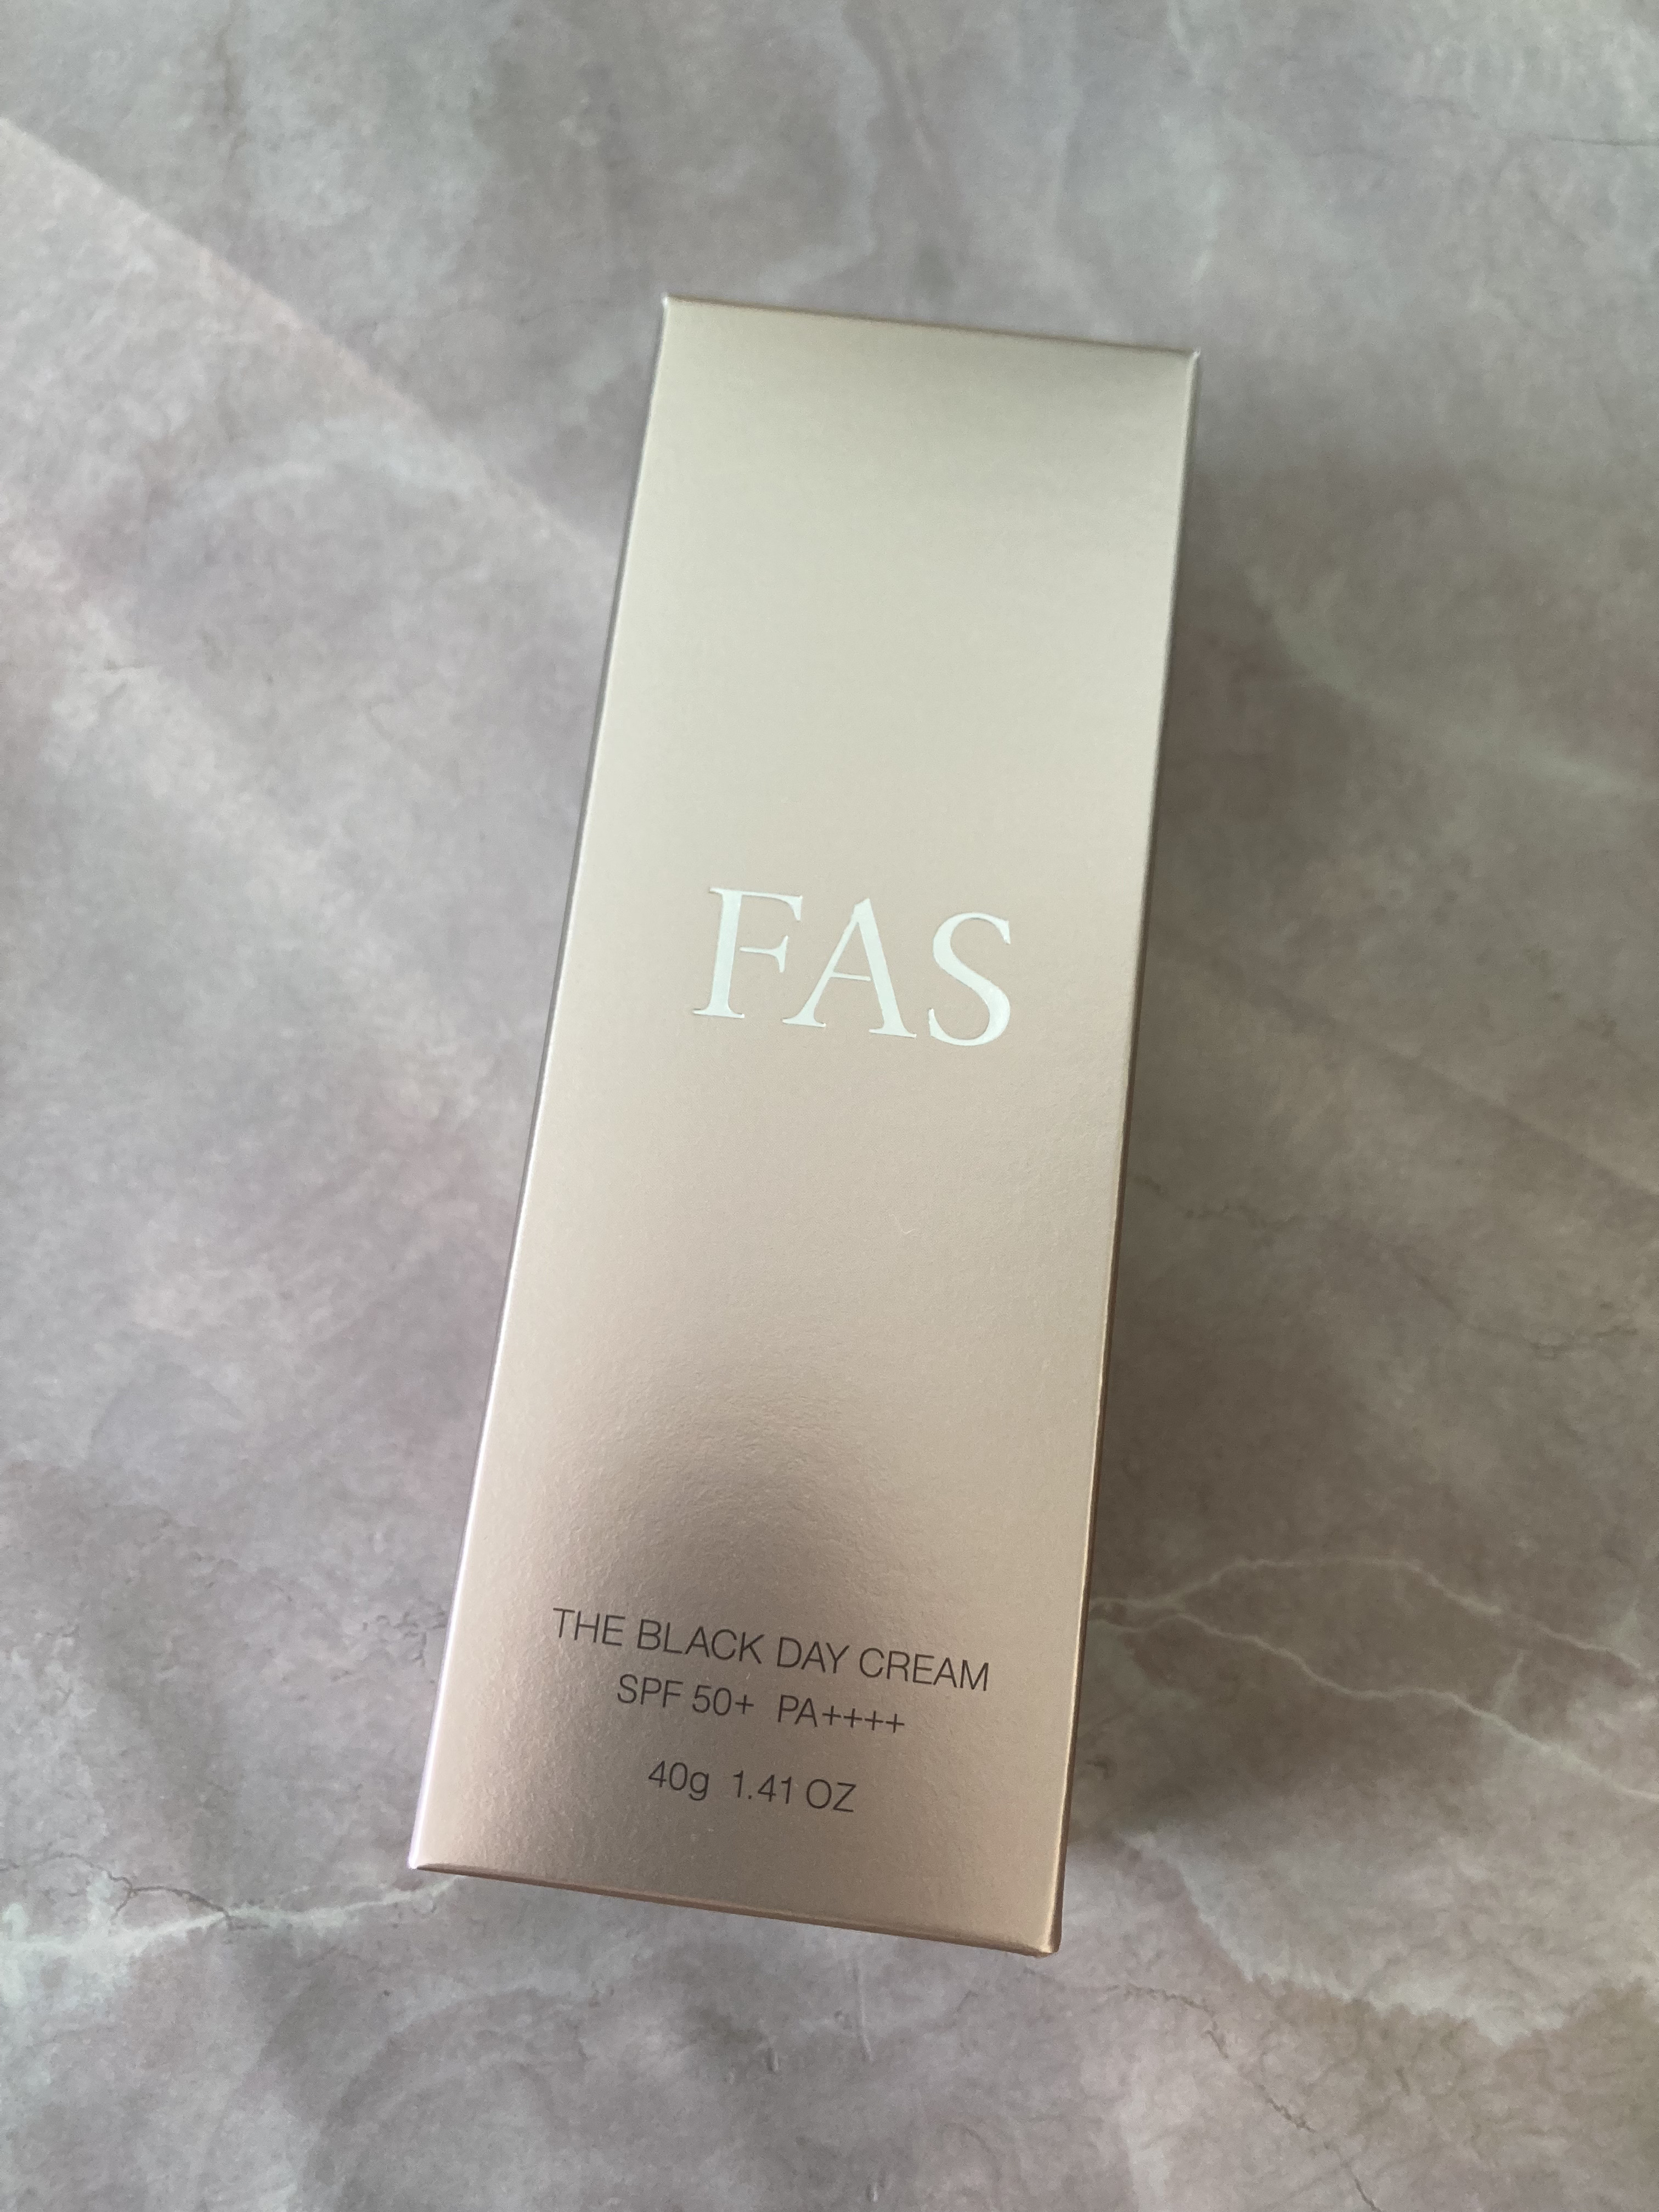 FAS
THE BLACK DAY CREAM
SPF 50+ PA++++
40g 1.41 OZ